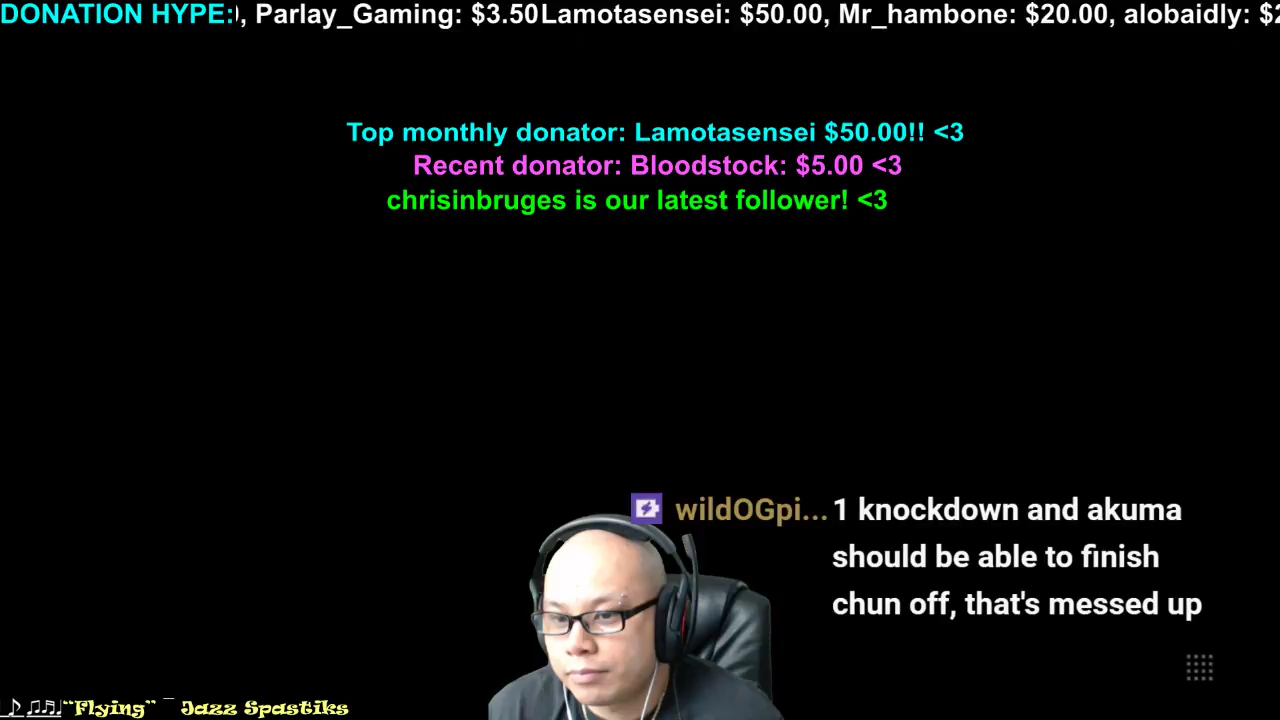 DONATION HYPE:), Parlay_Gaming: $3.50Lamotasensei: $50.00, Mr_hambone: $20.00, alobaidly: $2
Top monthly donator: Lamotasensei $50.00!! <3
Recent donator: Bloodstock: $5.00 <3
chrisinbruges is our latest follower! <3
wildOGpi... 1 knockdown and akuma
should be able to finish
chun off, that's messed up
♪ ♫♫ "Flying" ~ Jazz Spastiks